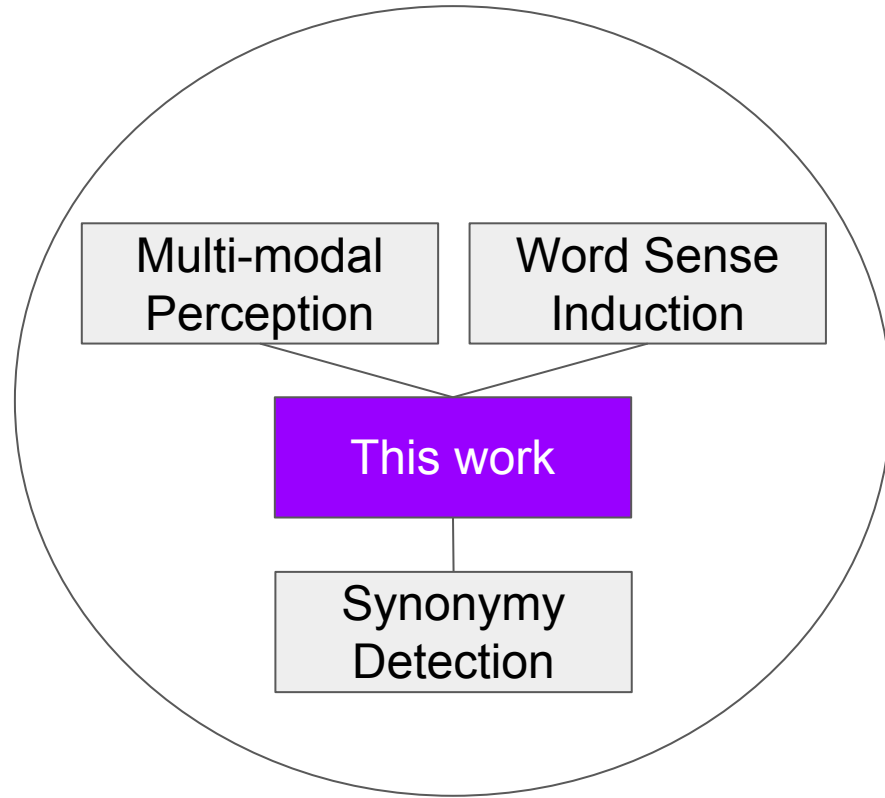 Multi-modal
Perception
Word Sense
Induction
This work
Synonymy
Detection